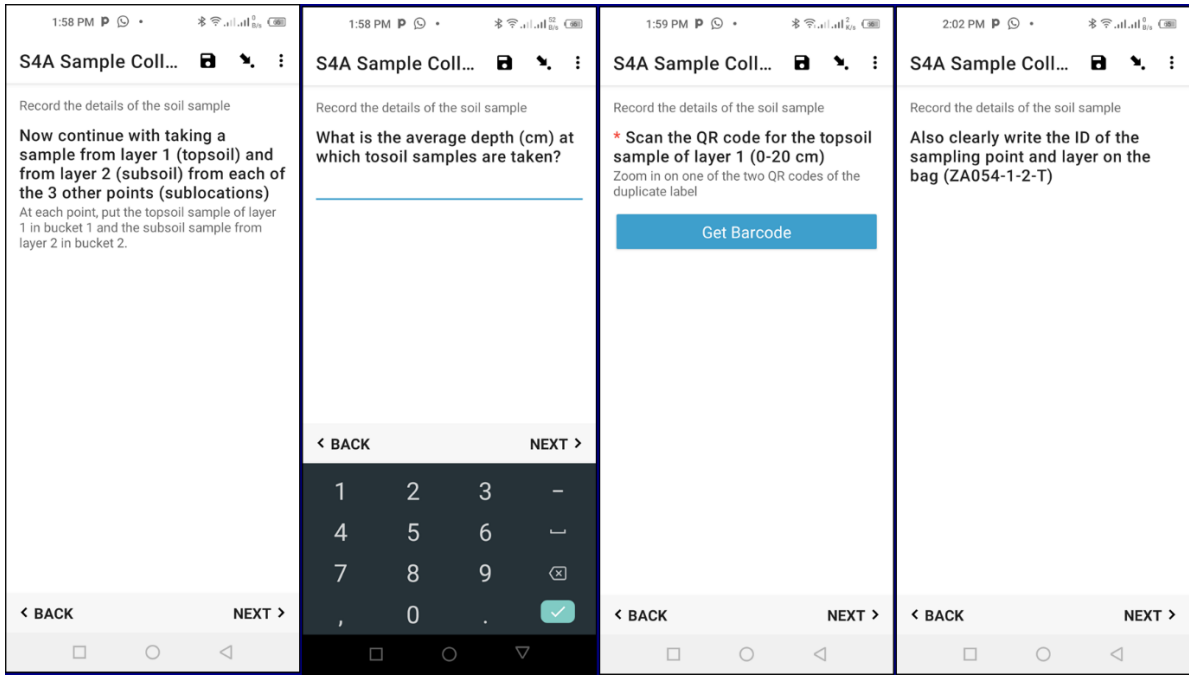 1:58 PM P
0 B/s
S4A Sample Coll...
Record the details of the soil sample
Now continue with taking a
sample from layer 1 (topsoil) and
from layer 2 (subsoil) from each of
the 3 other points (sublocations)
At each point, put the topsoil sample of layer
1 in bucket 1 and the subsoil sample from
layer 2 in bucket 2.
< BACK
NEXT >
1:58 PM P
52 B/s
S4A Sample Coll...
Record the details of the soil sample
What is the average depth (cm) at
which tosoil samples are taken?
< BACK
NEXT >
1 2 3 –
4 5 6
7 8 9
, 0 .
1:59 PM P
2 K/s
S4A Sample Coll...
Record the details of the soil sample
* Scan the QR code for the topsoil
sample of layer 1 (0-20 cm)
Zoom in on one of the two QR codes of the
duplicate label
Get Barcode
< BACK
NEXT >
2:02 PM P
0 B/s
S4A Sample Coll...
Record the details of the soil sample
Also clearly write the ID of the
sampling point and layer on the
bag (ZA054-1-2-T)
< BACK
NEXT >